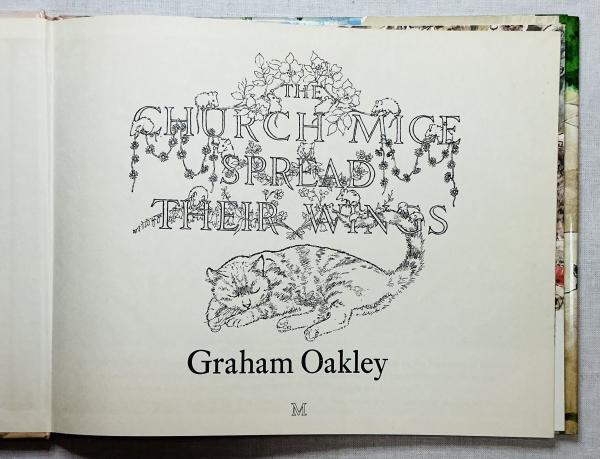 THE
CHURCH MICE
SPREAD
THEIR WINGS
Graham Oakley
M